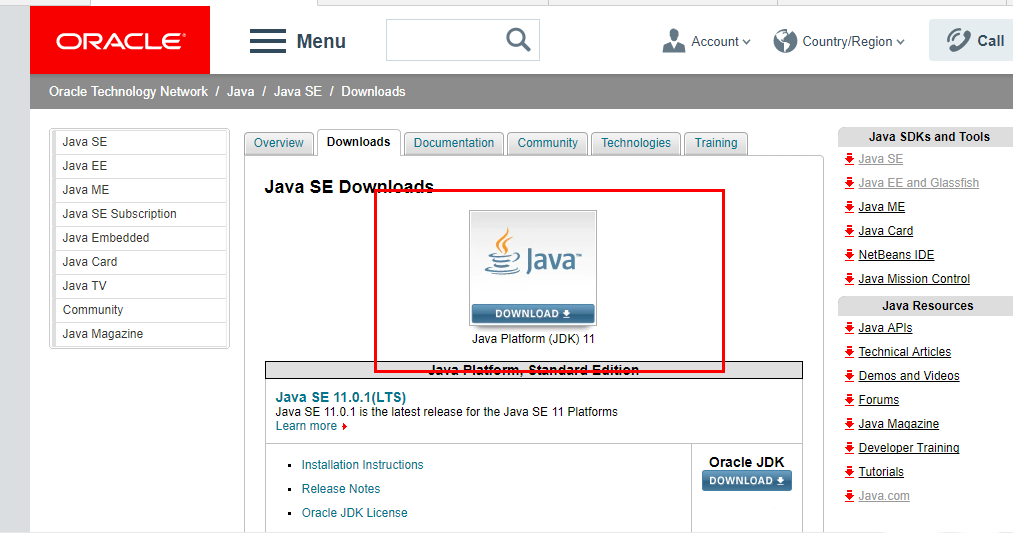 ORACLE
Menu
Account
Country/Region
Call
Oracle Technology Network / Java / Java SE / Downloads
Java SE
Java EE
Java ME
Java SE Subscription
Java Embedded
Java Card
Java TV
Community
Java Magazine
Overview
Downloads
Documentation
Community
Technologies
Training
Java SE Downloads
Java™
DOWNLOAD
Java Platform (JDK) 11
Java Platform, Standard Edition
Java SE 11.0.1(LTS)
Java SE 11.0.1 is the latest release for the Java SE 11 Platforms
Learn more
Installation Instructions
Release Notes
Oracle JDK License
Oracle JDK
DOWNLOAD
Java SDKs and Tools
Java SE
Java EE and Glassfish
Java ME
Java Card
NetBeans IDE
Java Mission Control
Java Resources
Java APIs
Technical Articles
Demos and Videos
Forums
Java Magazine
Developer Training
Tutorials
Java.com